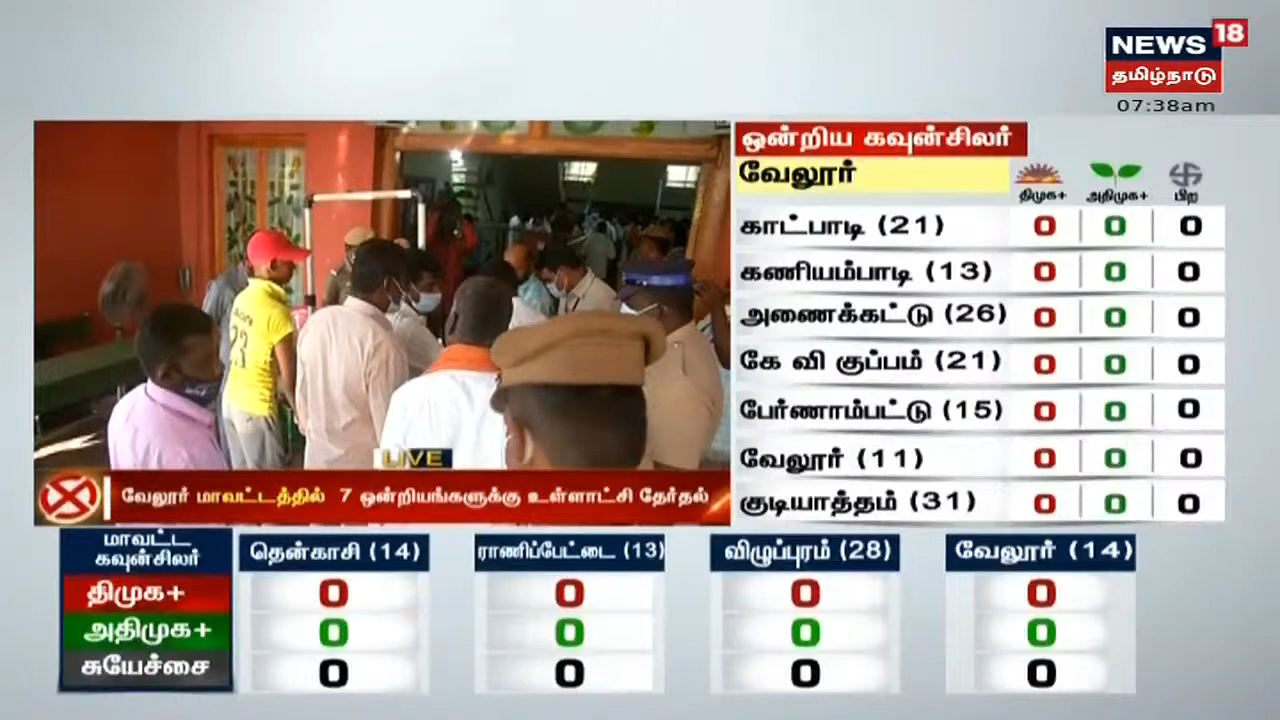 NEWS 18
தமிழ்நாடு
07:38am
ஒன்றிய கவுன்சிலர்
வேலூர்
திமுக+ அதிமுக+ பிற
காட்பாடி (21) 0 0 0
கணியம்பாடி (13) 0 0 0
அணைக்கட்டு (26) 0 0 0
கே வி குப்பம் (21) 0 0 0
பேர்ணாம்பட்டு (15) 0 0 0
வேலூர் (11) 0 0 0
குடியாத்தம் (31) 0 0 0
23
LIVE
வேலூர் மாவட்டத்தில் 7 ஒன்றியங்களுக்கு உள்ளாட்சி தேர்தல்
மாவட்ட
கவுன்சிலர்
தென்காசி (14) ராணிப்பேட்டை (13) விழுப்புரம் (28) வேலூர் (14)
திமுக+ 0 0 0 0
அதிமுக+ 0 0 0 0
சுயேச்சை 0 0 0 0